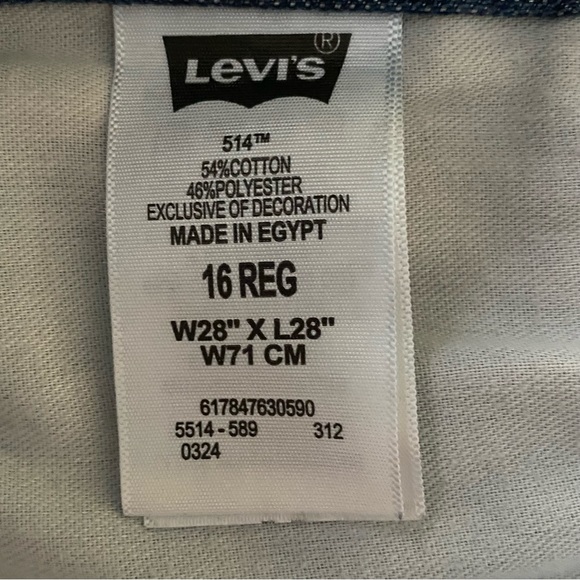 Levi's ®
514™
54%COTTON
46%POLYESTER
EXCLUSIVE OF DECORATION
MADE IN EGYPT
16 REG
W28" X L28"
W71 CM
617847630590
5514-589 312
0324